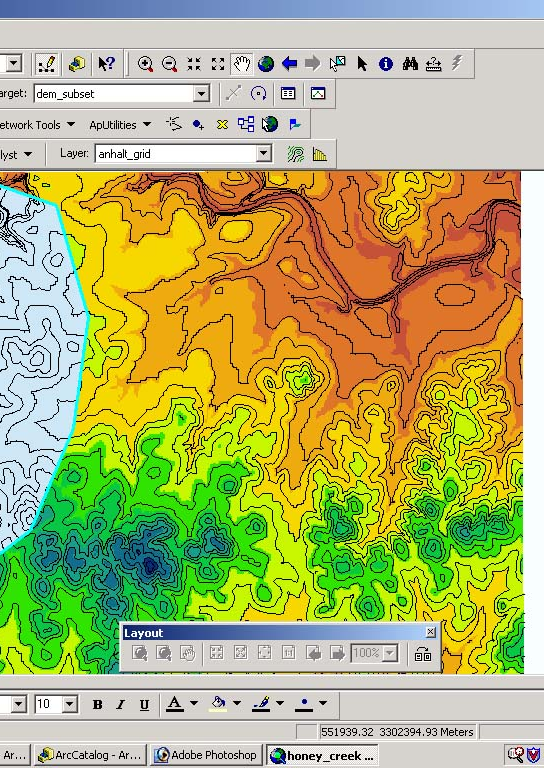 arget: dem_subset
etwork Tools ApUtilities
lyst Layer: anhalt_grid
Layout
100%
10 B I U A
551939.32 3302394.93 Meters
Ar... ArcCatalog - Ar... Adobe Photoshop honey_creek ...